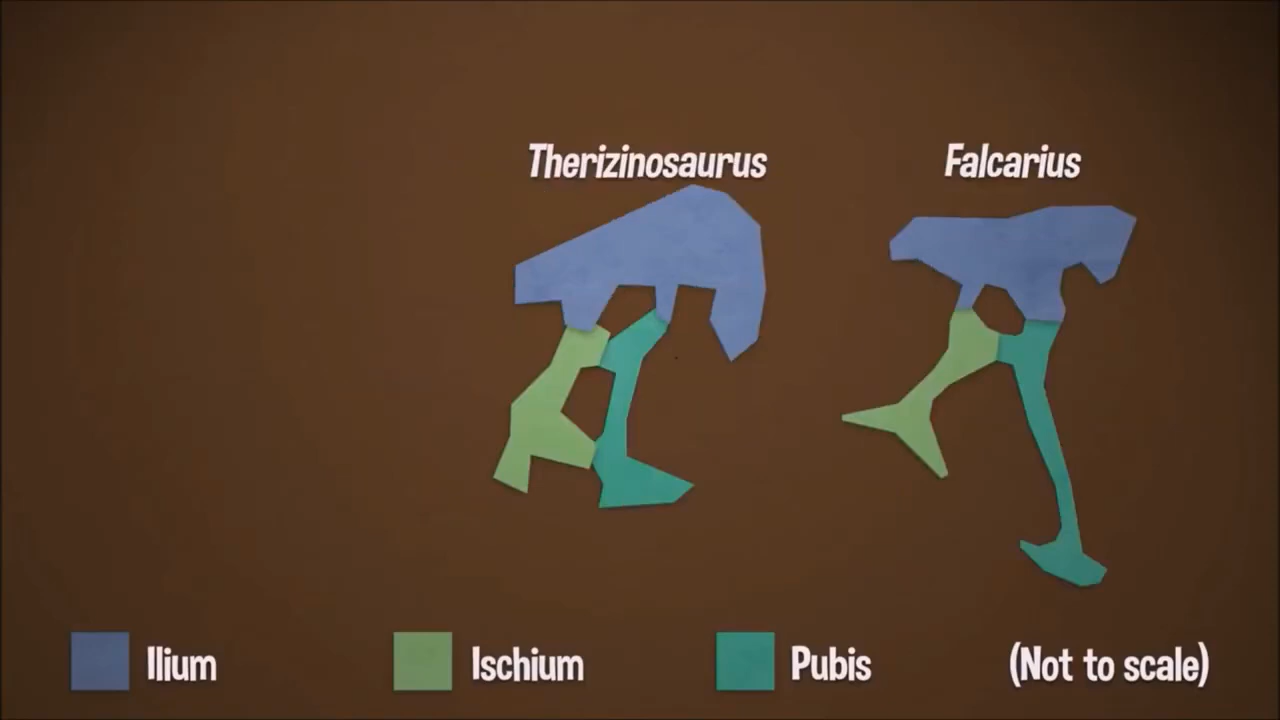 Therizinosaurus
Falcarius
Ilium
Ischium
Pubis
(Not to scale)